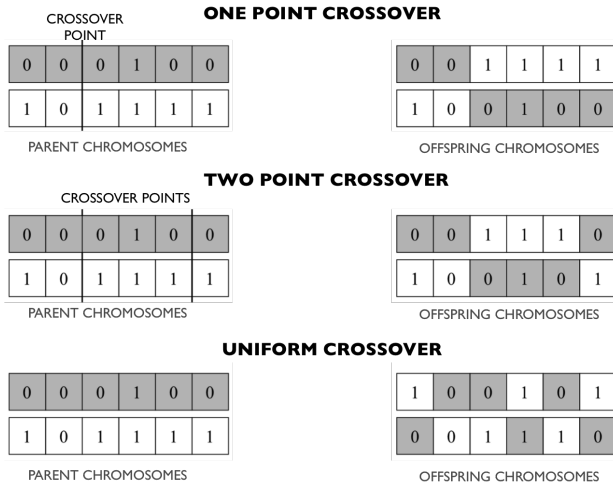 ONE POINT CROSSOVER
CROSSOVER
POINT
0 0 0 1 0 0
1 0 1 1 1 1
PARENT CHROMOSOMES
0 0 1 1 1 1
1 0 0 1 0 0
OFFSPRING CHROMOSOMES
TWO POINT CROSSOVER
CROSSOVER POINTS
0 0 0 1 0 0
1 0 1 1 1 1
PARENT CHROMOSOMES
0 0 1 1 1 0
1 0 0 1 0 1
OFFSPRING CHROMOSOMES
UNIFORM CROSSOVER
0 0 0 1 0 0
1 0 1 1 1 1
PARENT CHROMOSOMES
1 0 0 1 0 1
0 0 1 1 1 0
OFFSPRING CHROMOSOMES